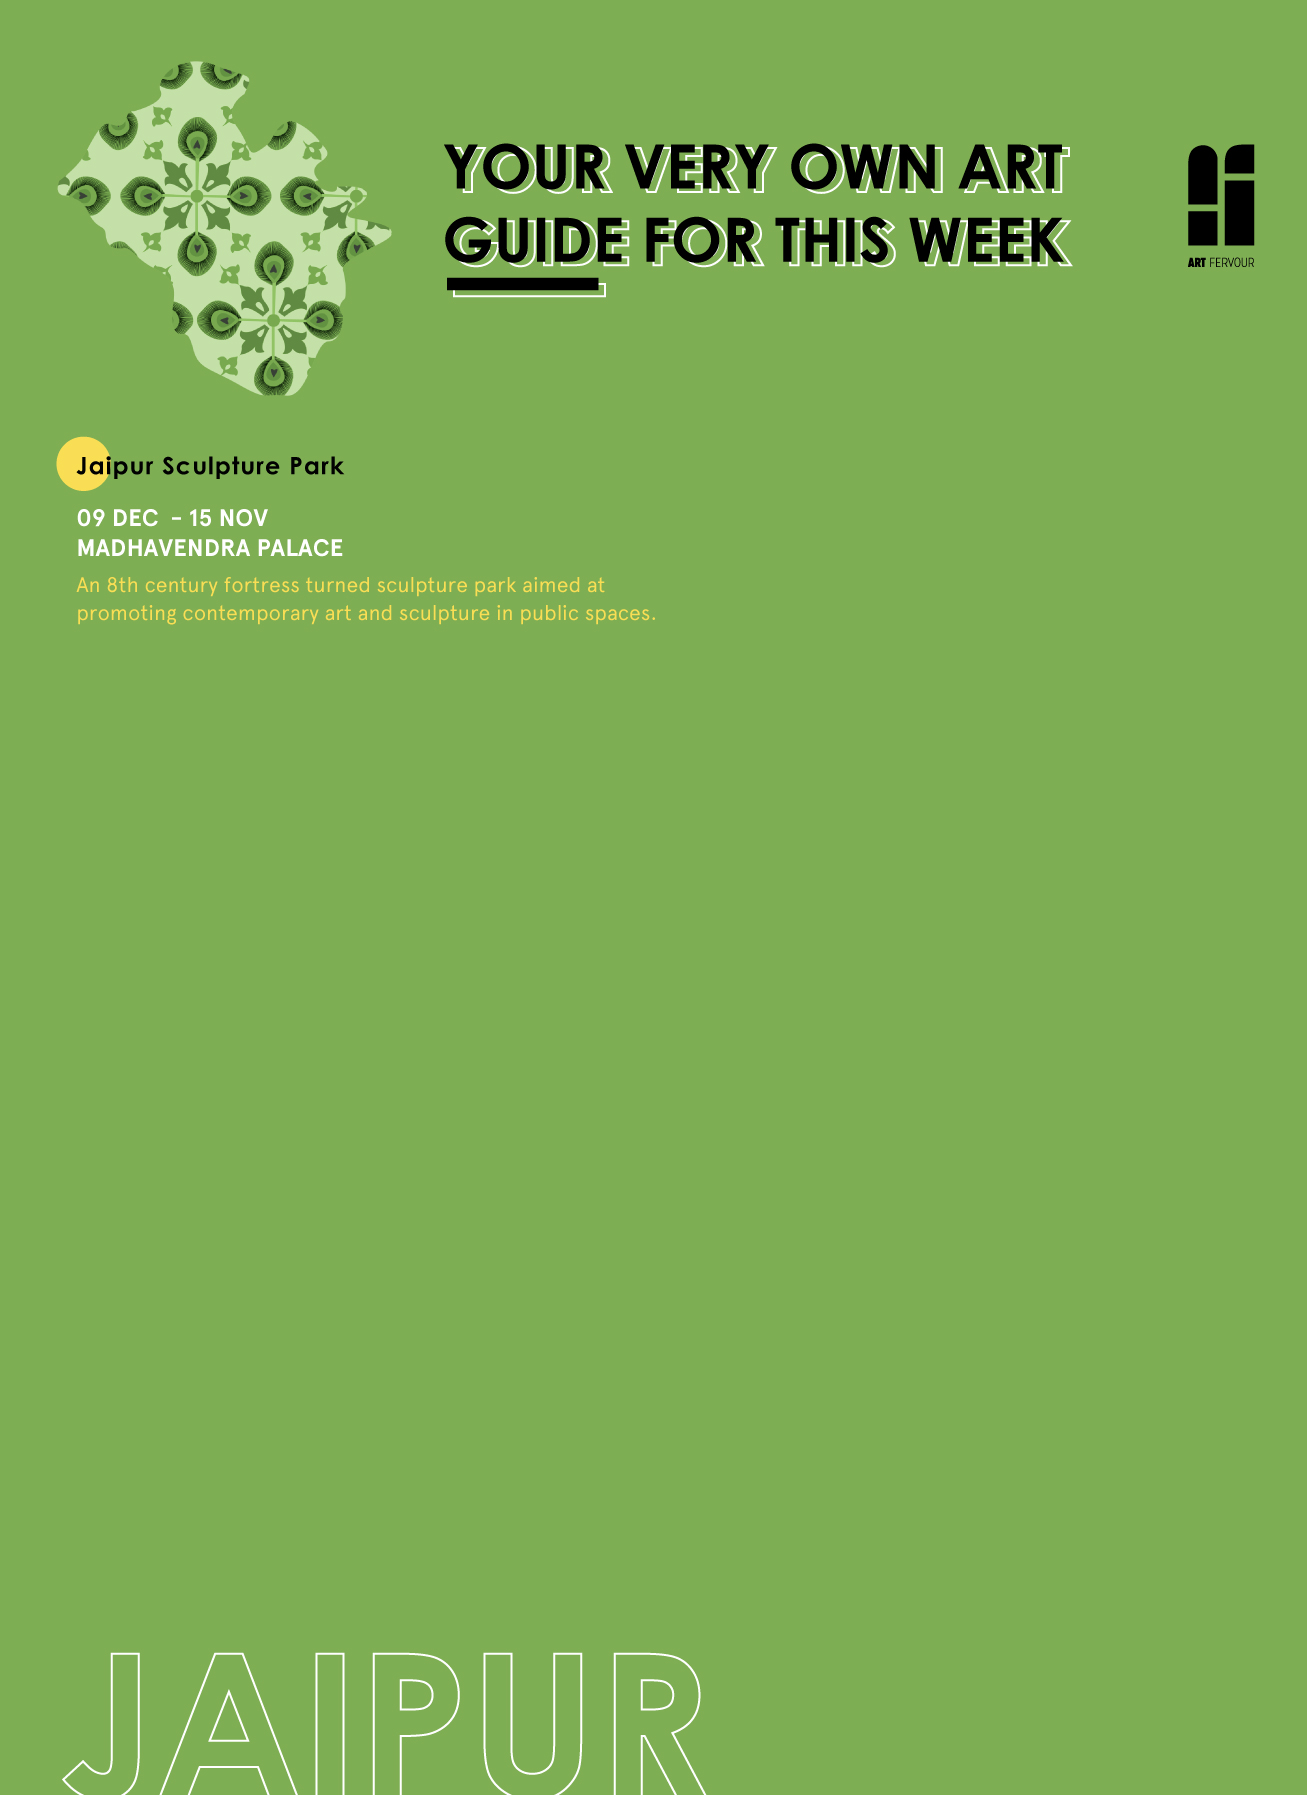 YOUR VERY OWN ART
GUIDE FOR THIS WEEK
ART FERVOUR
Jaipur Sculpture Park
09 DEC - 15 NOV
MADHAVENDRA PALACE
An 8th century fortress turned sculpture park aimed at
promoting contemporary art and sculpture in public spaces.
JAIPUR